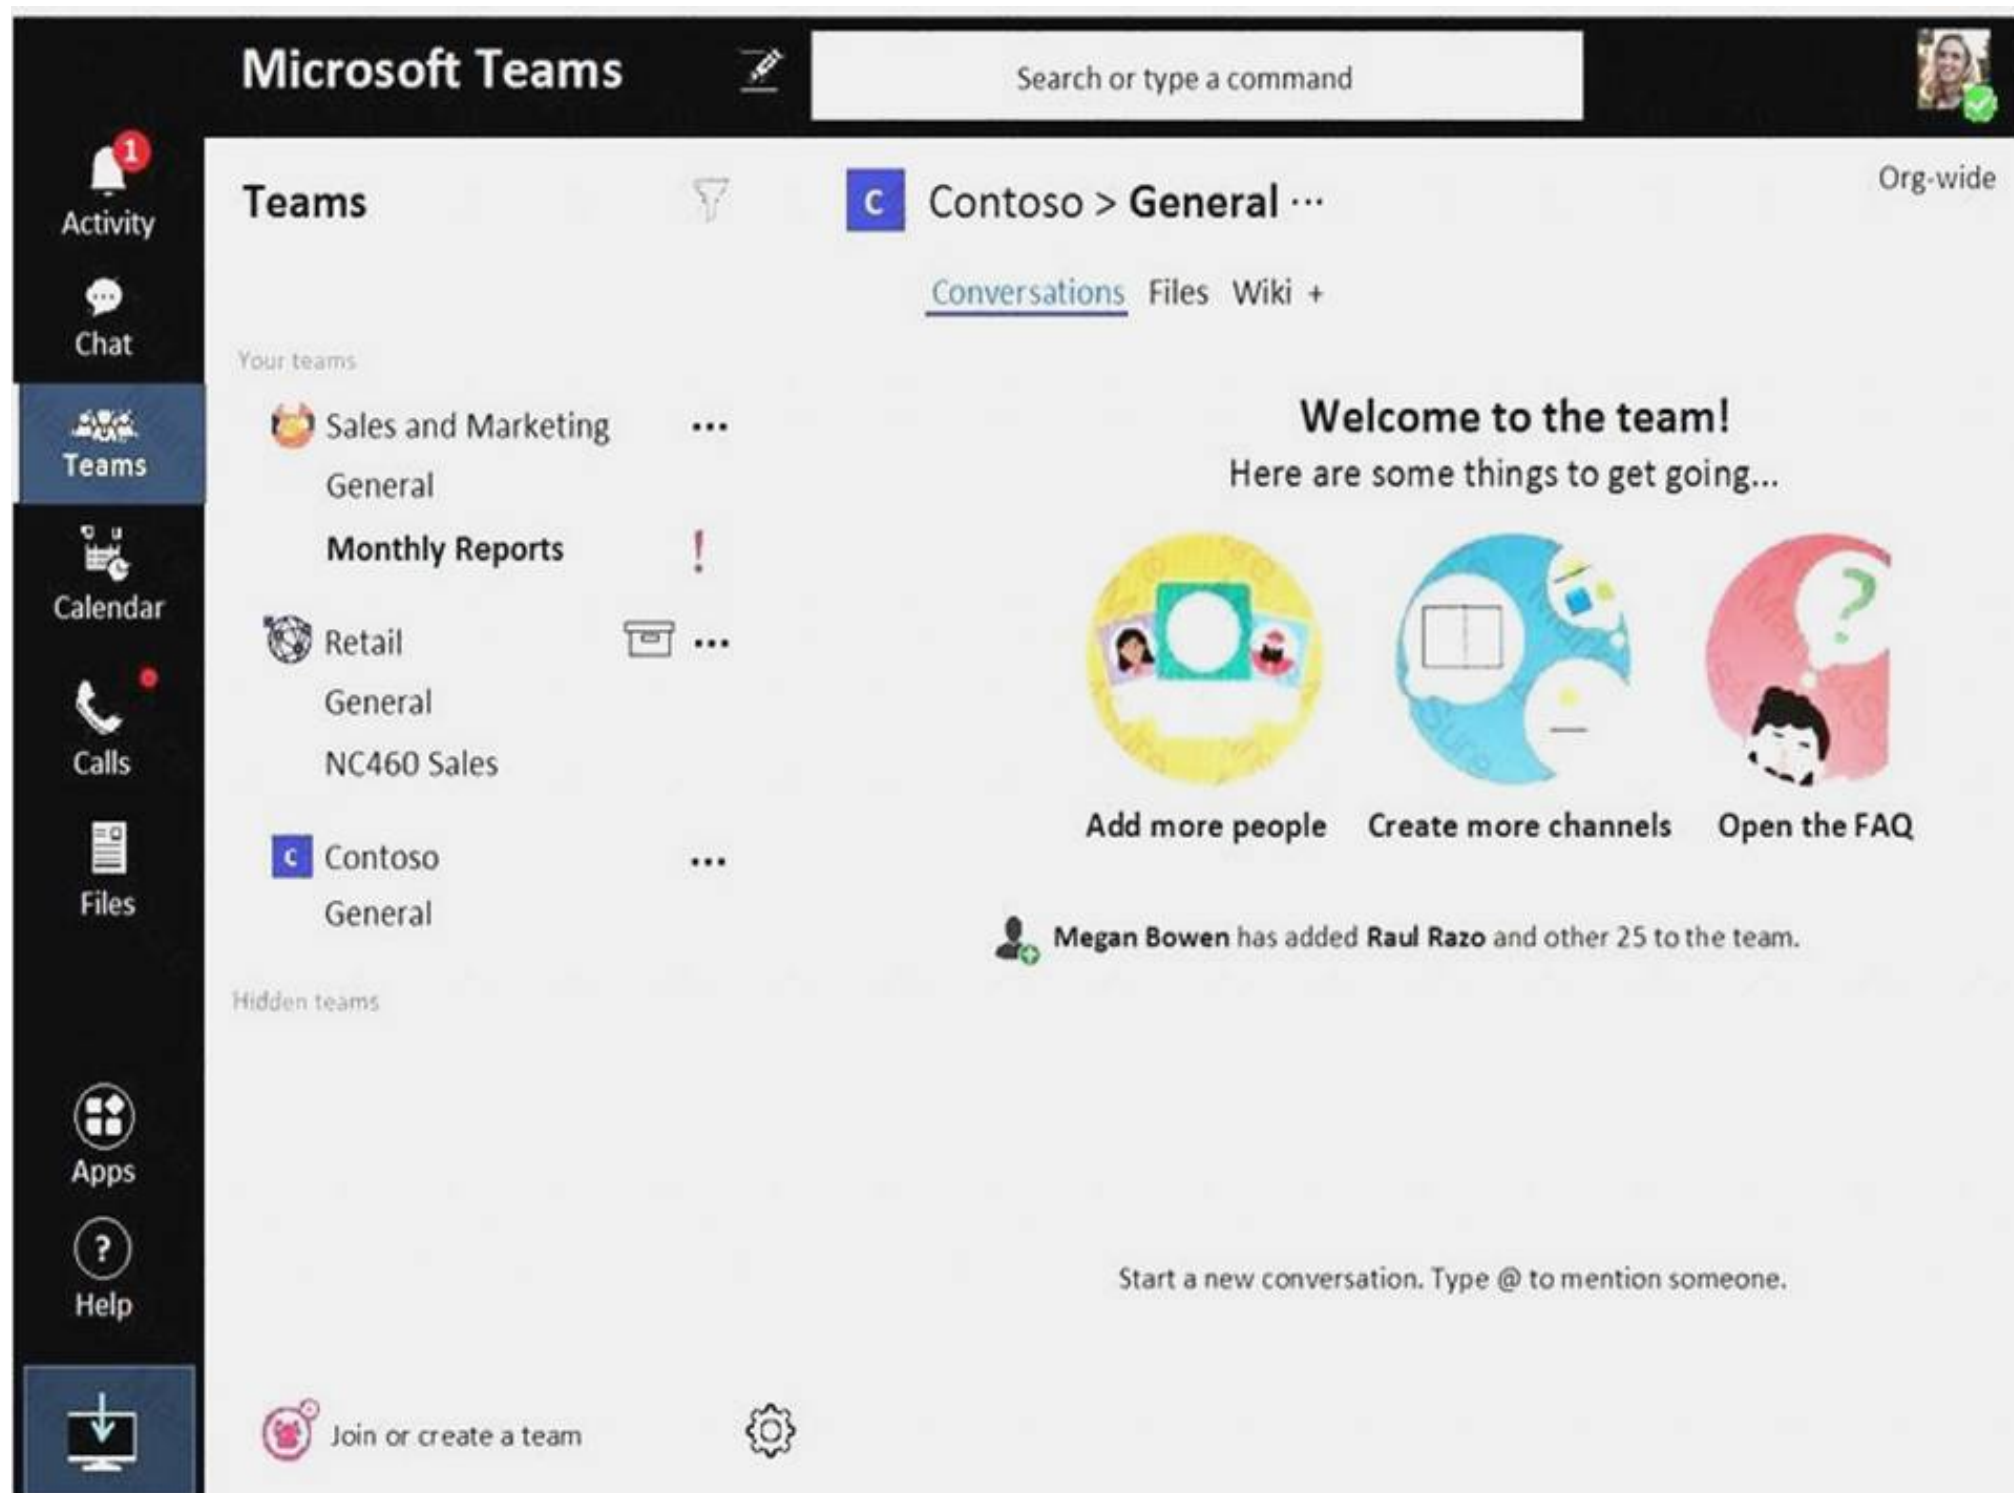 Microsoft Teams
Search or type a command
1
Activity
Chat
Teams
Calendar
Calls
Files
Apps
Help
Teams
Your teams
Sales and Marketing ...
General
Monthly Reports !
Retail ...
General
NC460 Sales
C Contoso ...
General
Hidden teams
Join or create a team
C Contoso > General ...
Org-wide
Conversations Files Wiki +
Welcome to the team!
Here are some things to get going...
?
Add more people Create more channels Open the FAQ
Megan Bowen has added Raul Razo and other 25 to the team.
Start a new conversation. Type @ to mention someone.